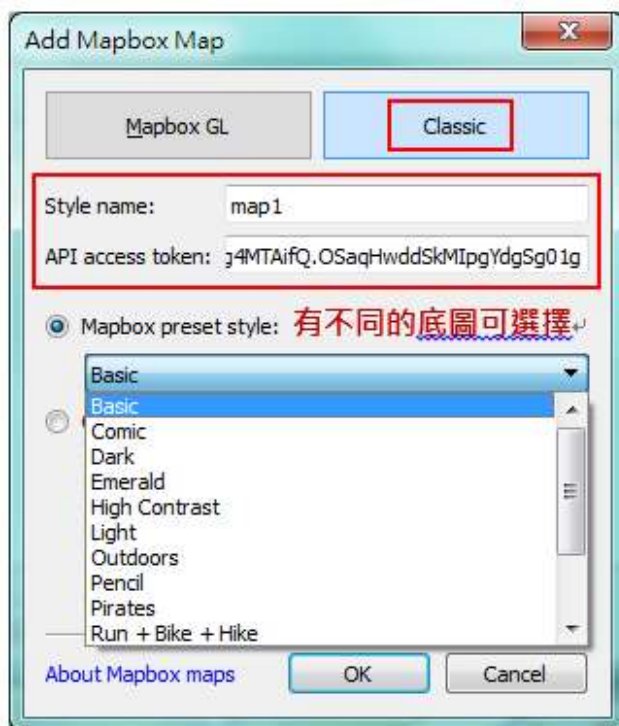 Add Mapbox Map
Mapbox GL
Classic
Style name: map1
API access token: g4MTAifQ.OSaqHwddSkMIpgYdgSg01g
Mapbox preset style: 有不同的底圖可選擇
Basic
Basic
Comic
Dark
Emerald
High Contrast
Light
Outdoors
Pencil
Pirates
Run + Bike + Hike
About Mapbox maps
OK
Cancel